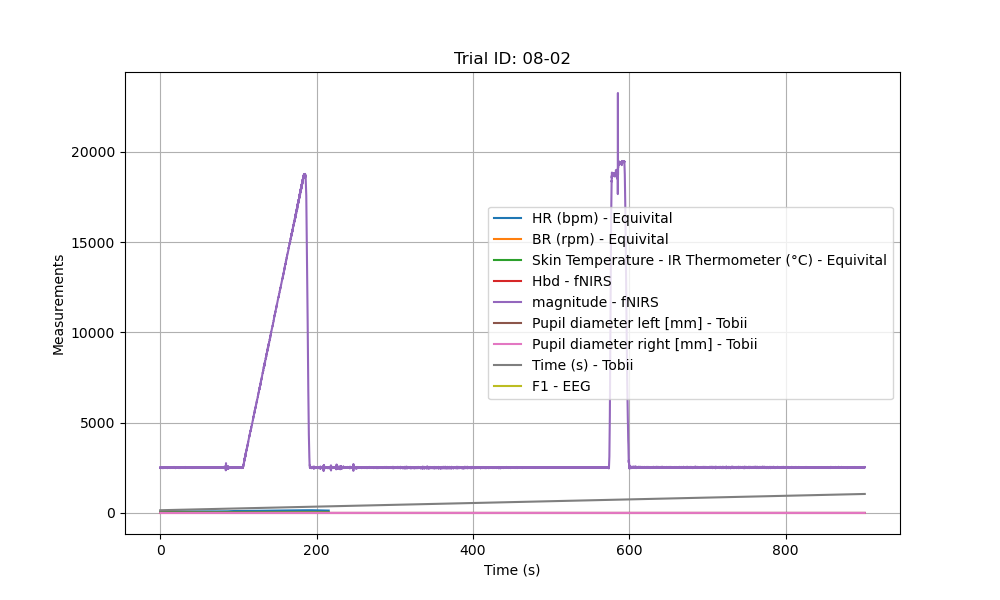 Trial ID: 08-02
20000
15000
10000
5000
0
Measurements
HR (bpm) - Equivital
BR (rpm) - Equivital
Skin Temperature - IR Thermometer (°C) - Equivital
Hbd - fNIRS
magnitude - fNIRS
Pupil diameter left [mm] - Tobii
Pupil diameter right [mm] - Tobii
Time (s) - Tobii
F1 - EEG
0 200 400 600 800
Time (s)